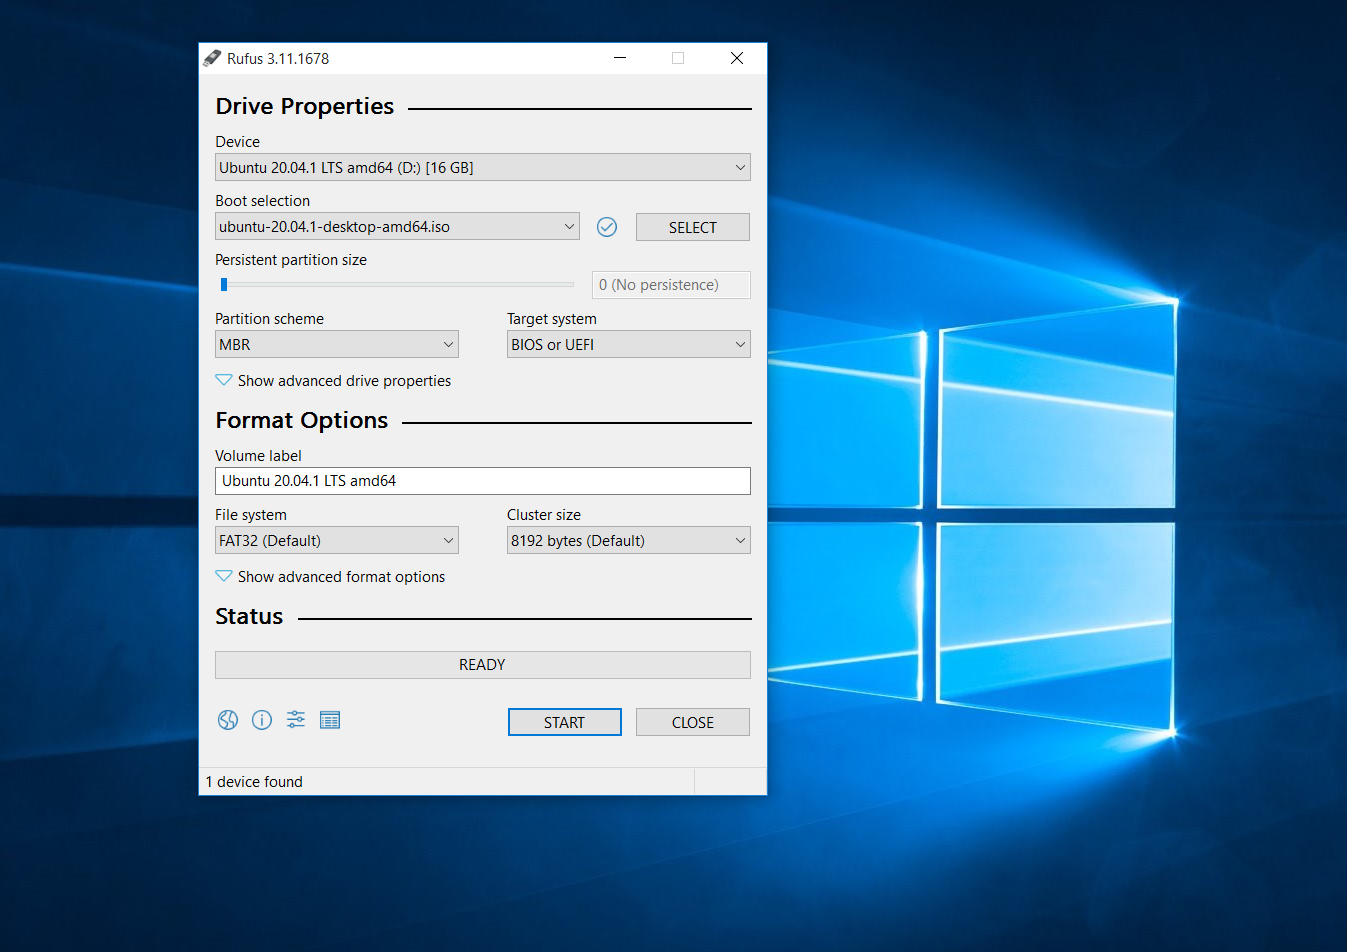 Rufus 3.11.1678
Drive Properties
Device
Ubuntu 20.04.1 LTS amd64 (D:) [16 GB]
Boot selection
ubuntu-20.04.1-desktop-amd64.iso
SELECT
Persistent partition size
0 (No persistence)
Partition scheme Target system
MBR BIOS or UEFI
Show advanced drive properties
Format Options
Volume label
Ubuntu 20.04.1 LTS amd64
File system Cluster size
FAT32 (Default) 8192 bytes (Default)
Show advanced format options
Status
READY
START CLOSE
1 device found